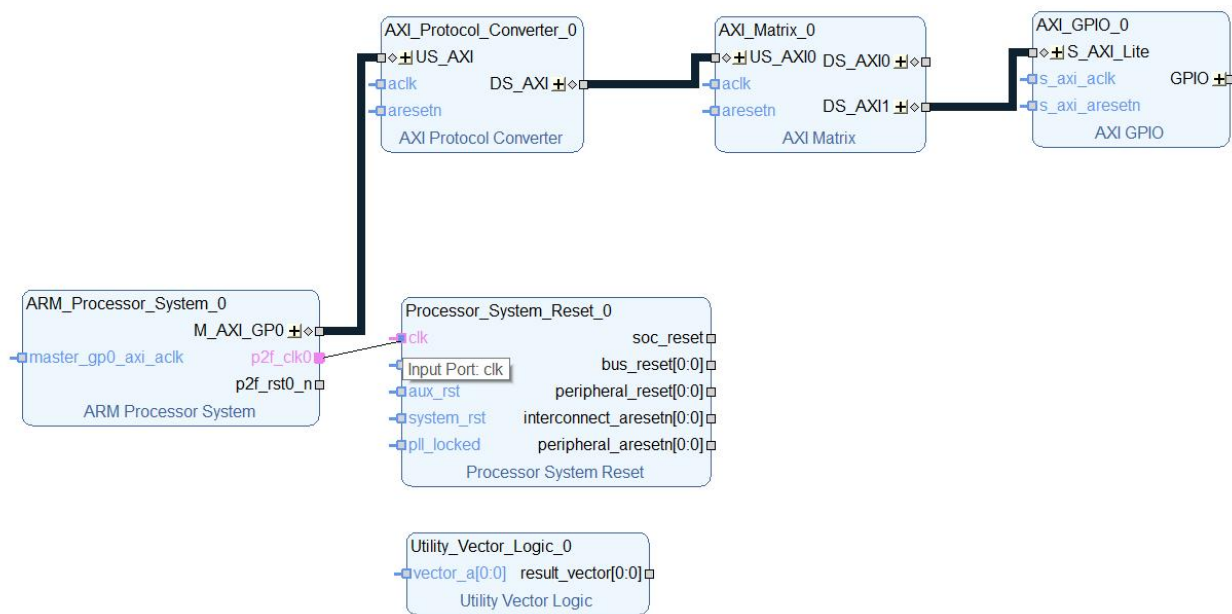 AXI_Protocol_Converter_0
US_AXI
aclk
DS_AXI
aresetn
AXI Protocol Converter
AXI_Matrix_0
US_AXI0
DS_AXI0
aclk
aresetn
DS_AXI1
AXI Matrix
AXI_GPIO_0
S_AXI_Lite
s_axi_aclk
GPIO
s_axi_aresetn
AXI GPIO
ARM_Processor_System_0
M_AXI_GP0
master_gp0_axi_aclk
p2f_clk0
p2f_rst0_n
ARM Processor System
Processor_System_Reset_0
clk
soc_reset
Input Port: clk
bus_reset[0:0]
aux_rst
peripheral_reset[0:0]
system_rst
interconnect_aresetn[0:0]
pll_locked
peripheral_aresetn[0:0]
Processor System Reset
Utility_Vector_Logic_0
vector_a[0:0]
result_vector[0:0]
Utility Vector Logic